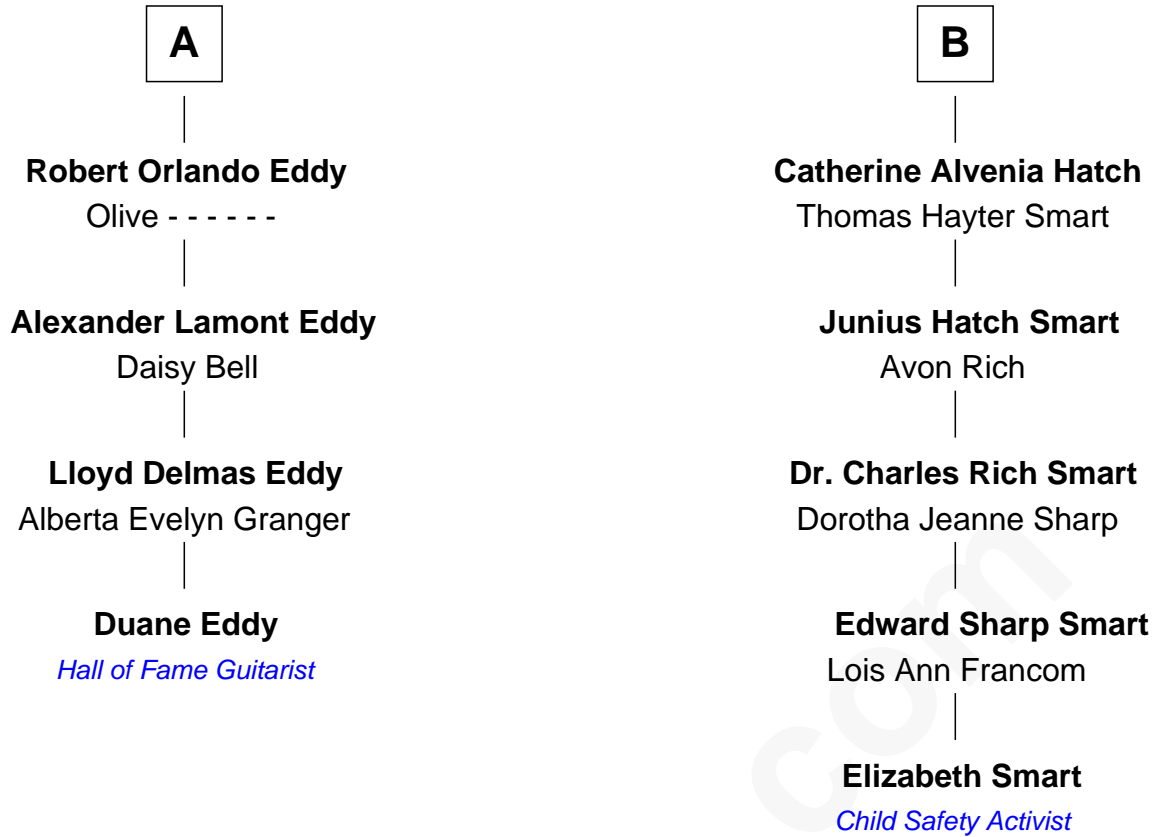 A
Robert Orlando Eddy
Olive - - - - - -
Alexander Lamont Eddy
Daisy Bell
Lloyd Delmas Eddy
Alberta Evelyn Granger
Duane Eddy
Hall of Fame Guitarist
B
Catherine Alvenia Hatch
Thomas Hayter Smart
Junius Hatch Smart
Avon Rich
Dr. Charles Rich Smart
Dorotha Jeanne Sharp
Edward Sharp Smart
Lois Ann Francom
Elizabeth Smart
Child Safety Activist
com